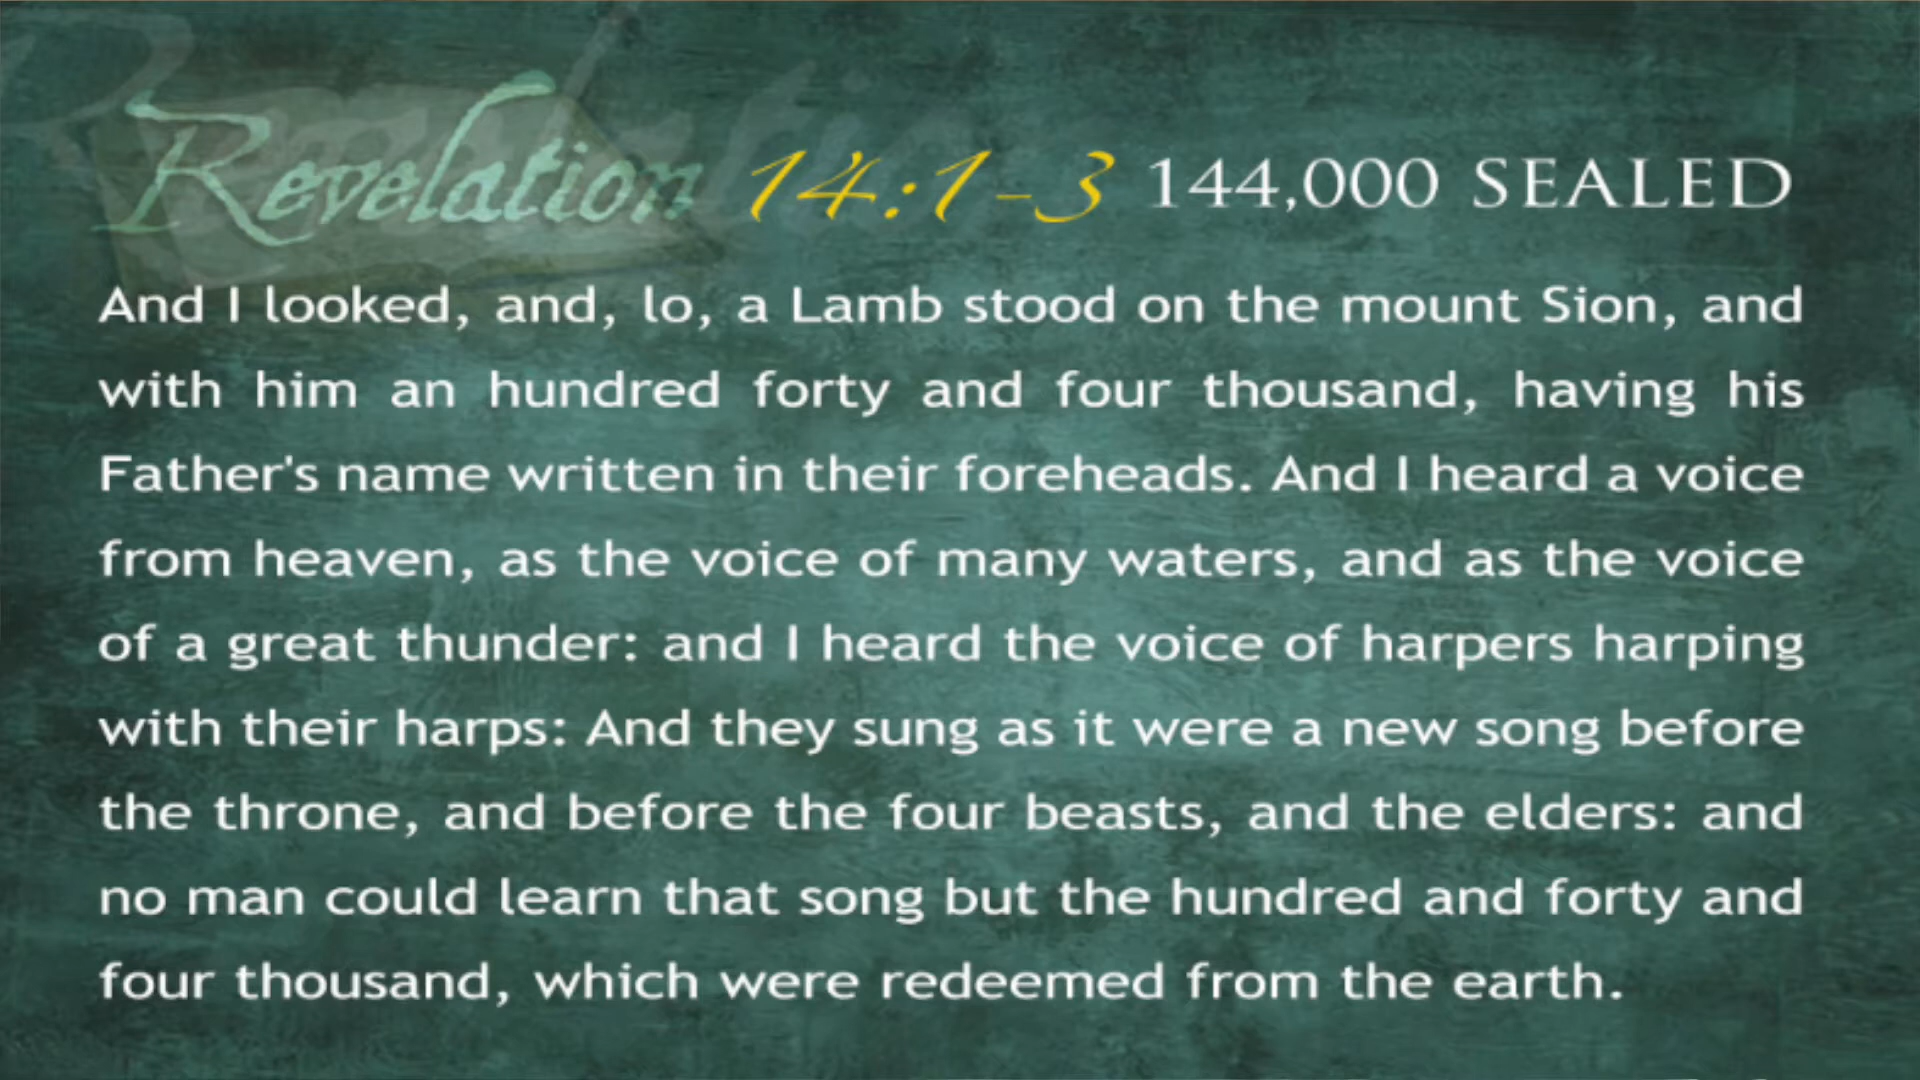 Revelation 14:1-3 144,000 SEALED
And I looked, and, lo, a Lamb stood on the mount Sion, and
with him an hundred forty and four thousand, having his
Father's name written in their foreheads. And I heard a voice
from heaven, as the voice of many waters, and as the voice
of a great thunder: and I heard the voice of harpers harping
with their harps: And they sung as it were a new song before
the throne, and before the four beasts, and the elders: and
no man could learn that song but the hundred and forty and
four thousand, which were redeemed from the earth.